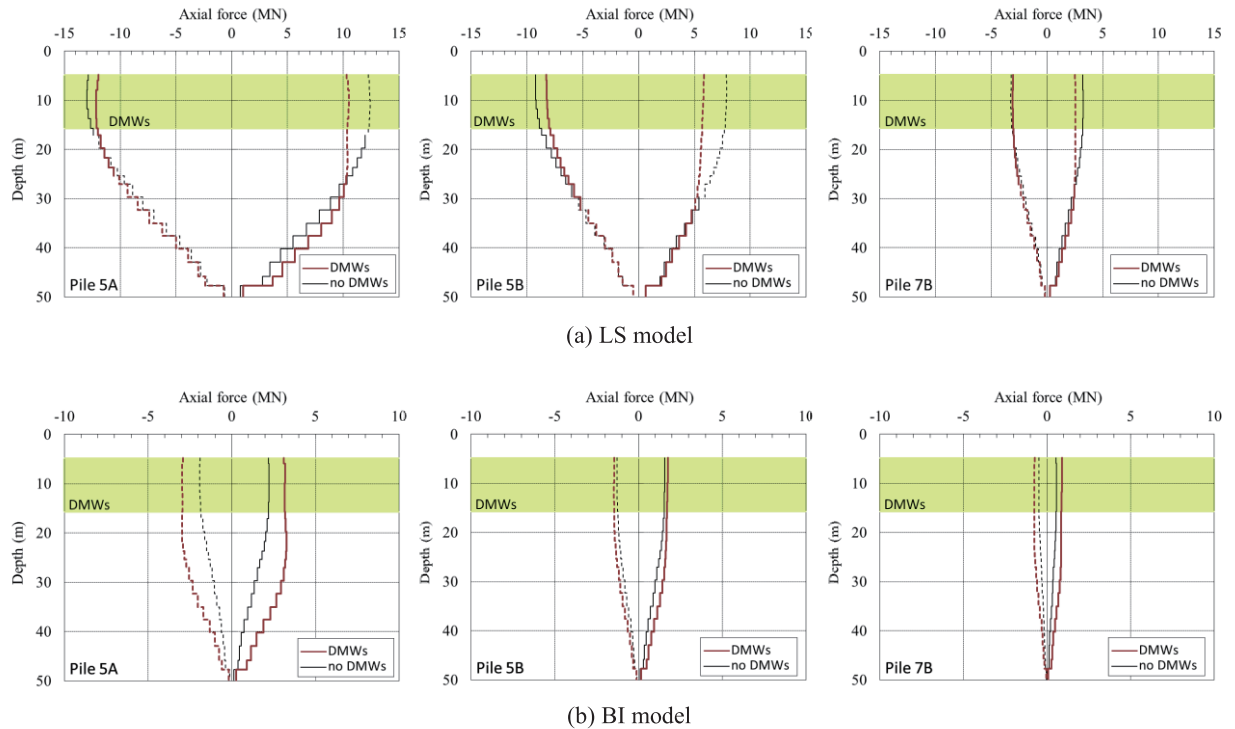 Axial force (MN)
-15 -10 -5 0 5 10 15
0
10
20
30
40
50
Depth (m)
DMWs
Pile 5A
DMWs
no DMWs
Axial force (MN)
-15 -10 -5 0 5 10 15
0
10
20
30
40
50
Depth (m)
DMWs
Pile 5B
DMWs
no DMWs
Axial force (MN)
-15 -10 -5 0 5 10 15
0
10
20
30
40
50
Depth (m)
DMWs
Pile 7B
DMWs
no DMWs
(a) LS model
Axial force (MN)
-10 -5 0 5 10
0
10
20
30
40
50
Depth (m)
DMWs
Pile 5A
DMWs
no DMWs
Axial force (MN)
-10 -5 0 5 10
0
10
20
30
40
50
Depth (m)
DMWs
Pile 5B
DMWs
no DMWs
Axial force (MN)
-10 -5 0 5 10
0
10
20
30
40
50
Depth (m)
DMWs
Pile 7B
DMWs
no DMWs
(b) BI model